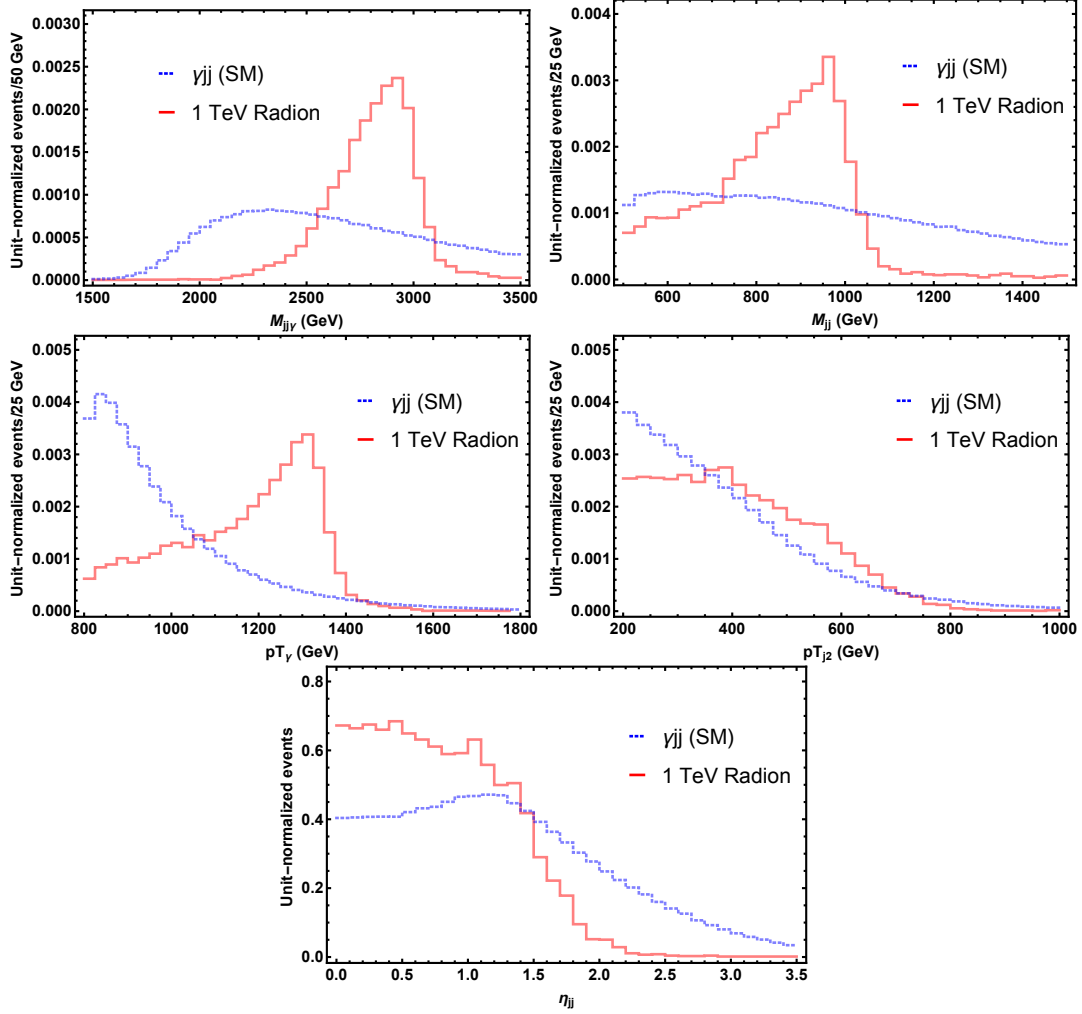 Unit-normalized events/50 GeV
0.0030
0.0025
0.0020
0.0015
0.0010
0.0005
0.0000
γjj (SM)
1 TeV Radion
1500 2000 2500 3000 3500
M_jjγ (GeV)
Unit-normalized events/25 GeV
0.004
0.003
0.002
0.001
0.000
γjj (SM)
1 TeV Radion
600 800 1000 1200 1400
M_jj (GeV)
Unit-normalized events/25 GeV
0.005
0.004
0.003
0.002
0.001
0.000
γjj (SM)
1 TeV Radion
800 1000 1200 1400 1600 1800
pT_γ (GeV)
Unit-normalized events/25 GeV
0.005
0.004
0.003
0.002
0.001
0.000
γjj (SM)
1 TeV Radion
200 400 600 800 1000
pT_j2 (GeV)
Unit-normalized events
0.8
0.6
0.4
0.2
0.0
γjj (SM)
1 TeV Radion
0.0 0.5 1.0 1.5 2.0 2.5 3.0 3.5
η_jj